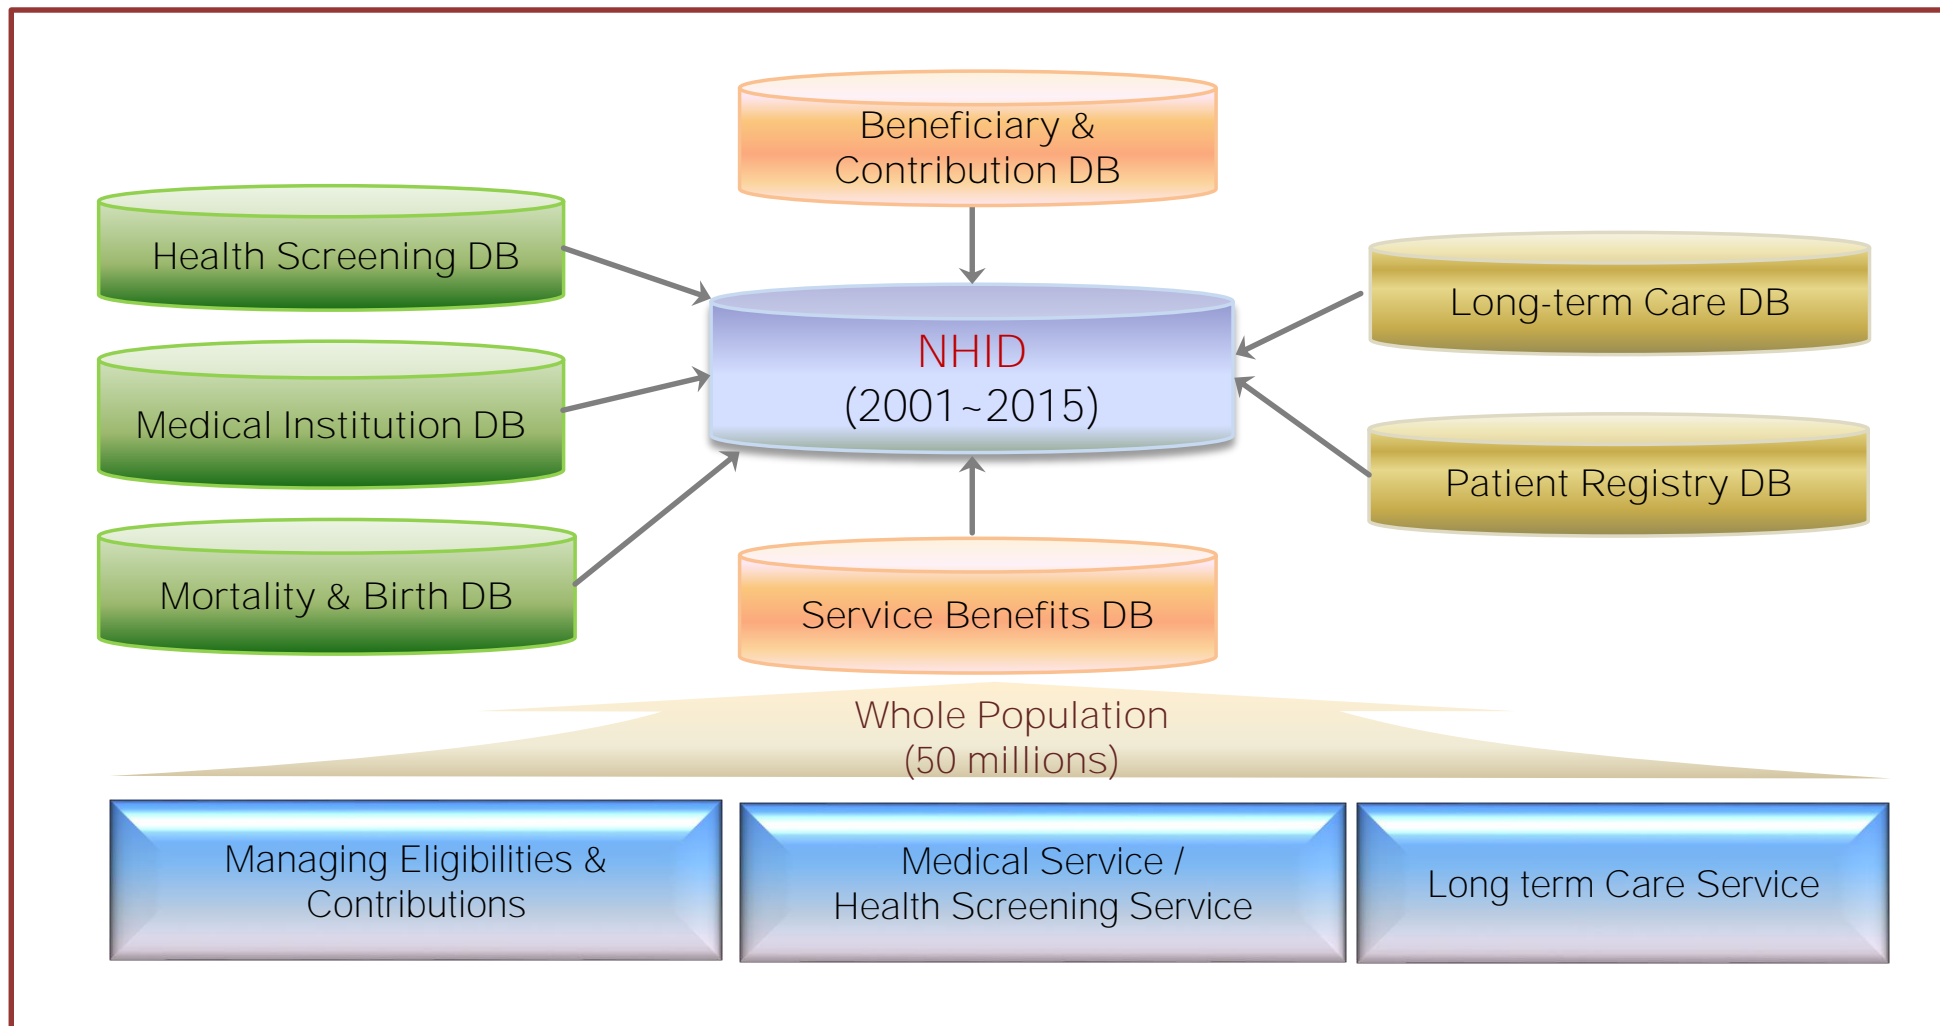 Beneficiary &
Contribution DB
Health Screening DB
Long-term Care DB
NHID
(2001~2015)
Medical Institution DB
Patient Registry DB
Mortality & Birth DB
Service Benefits DB
Whole Population
(50 millions)
Managing Eligibilities &
Contributions
Medical Service /
Health Screening Service
Long term Care Service